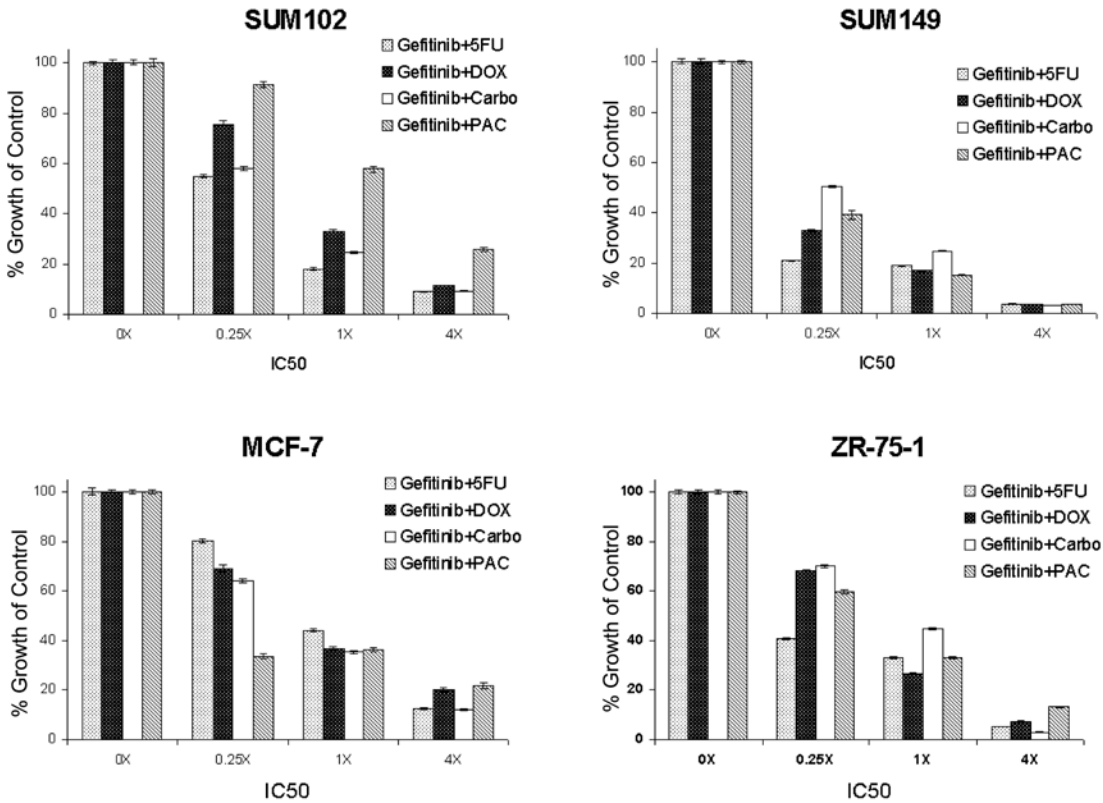 SUM102
Gefitinib+5FU
Gefitinib+DOX
Gefitinib+Carbo
Gefitinib+PAC
% Growth of Control
100
80
60
40
20
0
0X 0.25X 1X 4X
IC50
SUM149
Gefitinib+5FU
Gefitinib+DOX
Gefitinib+Carbo
Gefitinib+PAC
% Growth of Control
100
80
60
40
20
0
0X 0.25X 1X 4X
IC50
MCF-7
Gefitinib+5FU
Gefitinib+DOX
Gefitinib+Carbo
Gefitinib+PAC
% Growth of Control
100
80
60
40
20
0
0X 0.25X 1X 4X
IC50
ZR-75-1
Gefitinib+5FU
Gefitinib+DOX
Gefitinib+Carbo
Gefitinib+PAC
% Growth of Control
100
80
60
40
20
0
0X 0.25X 1X 4X
IC50